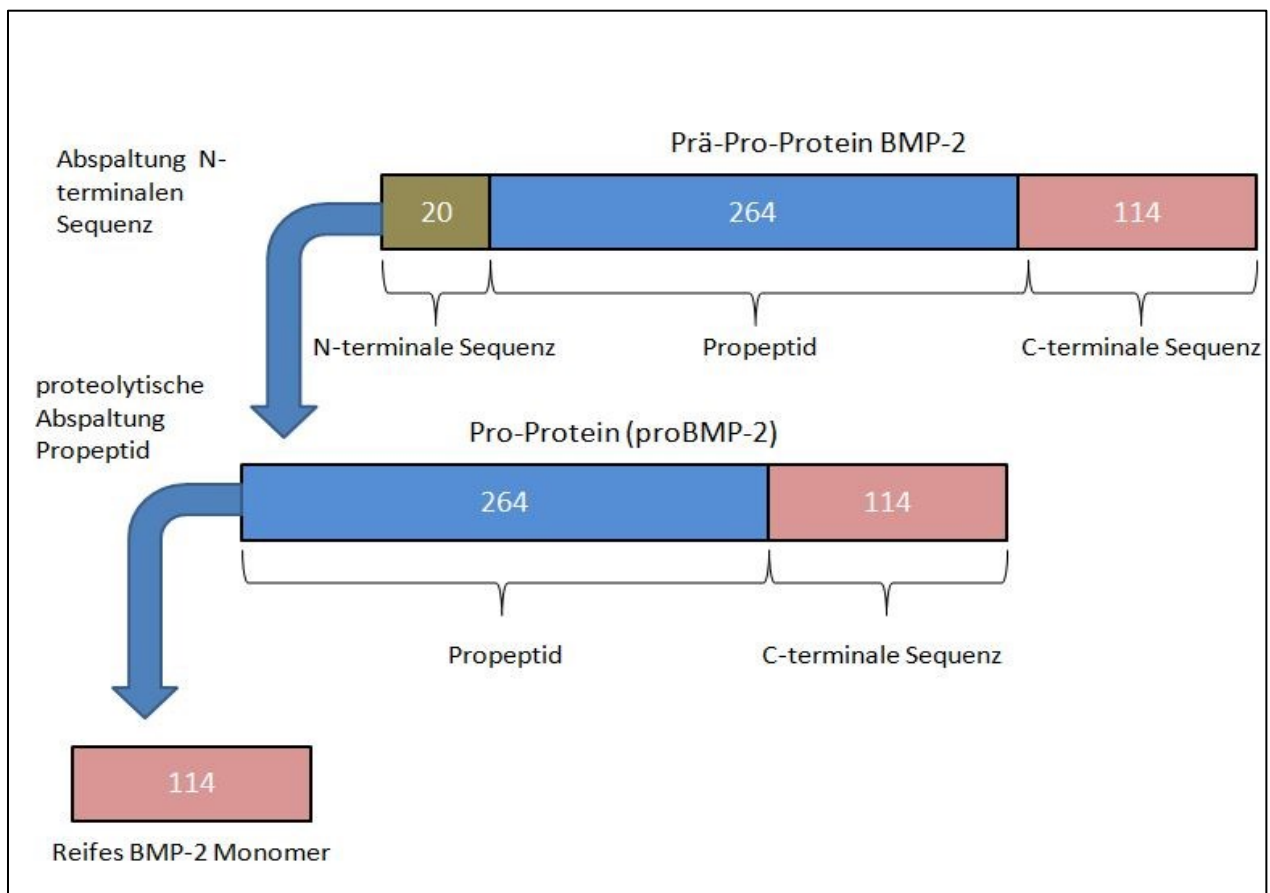 Prä-Pro-Protein BMP-2
Abspaltung N-
terminalen
Sequenz
20
264
114
N-terminale Sequenz
Propeptid
C-terminale Sequenz
proteolytische
Abspaltung
Propeptid
Pro-Protein (proBMP-2)
264
114
Propeptid
C-terminale Sequenz
114
Reifes BMP-2 Monomer